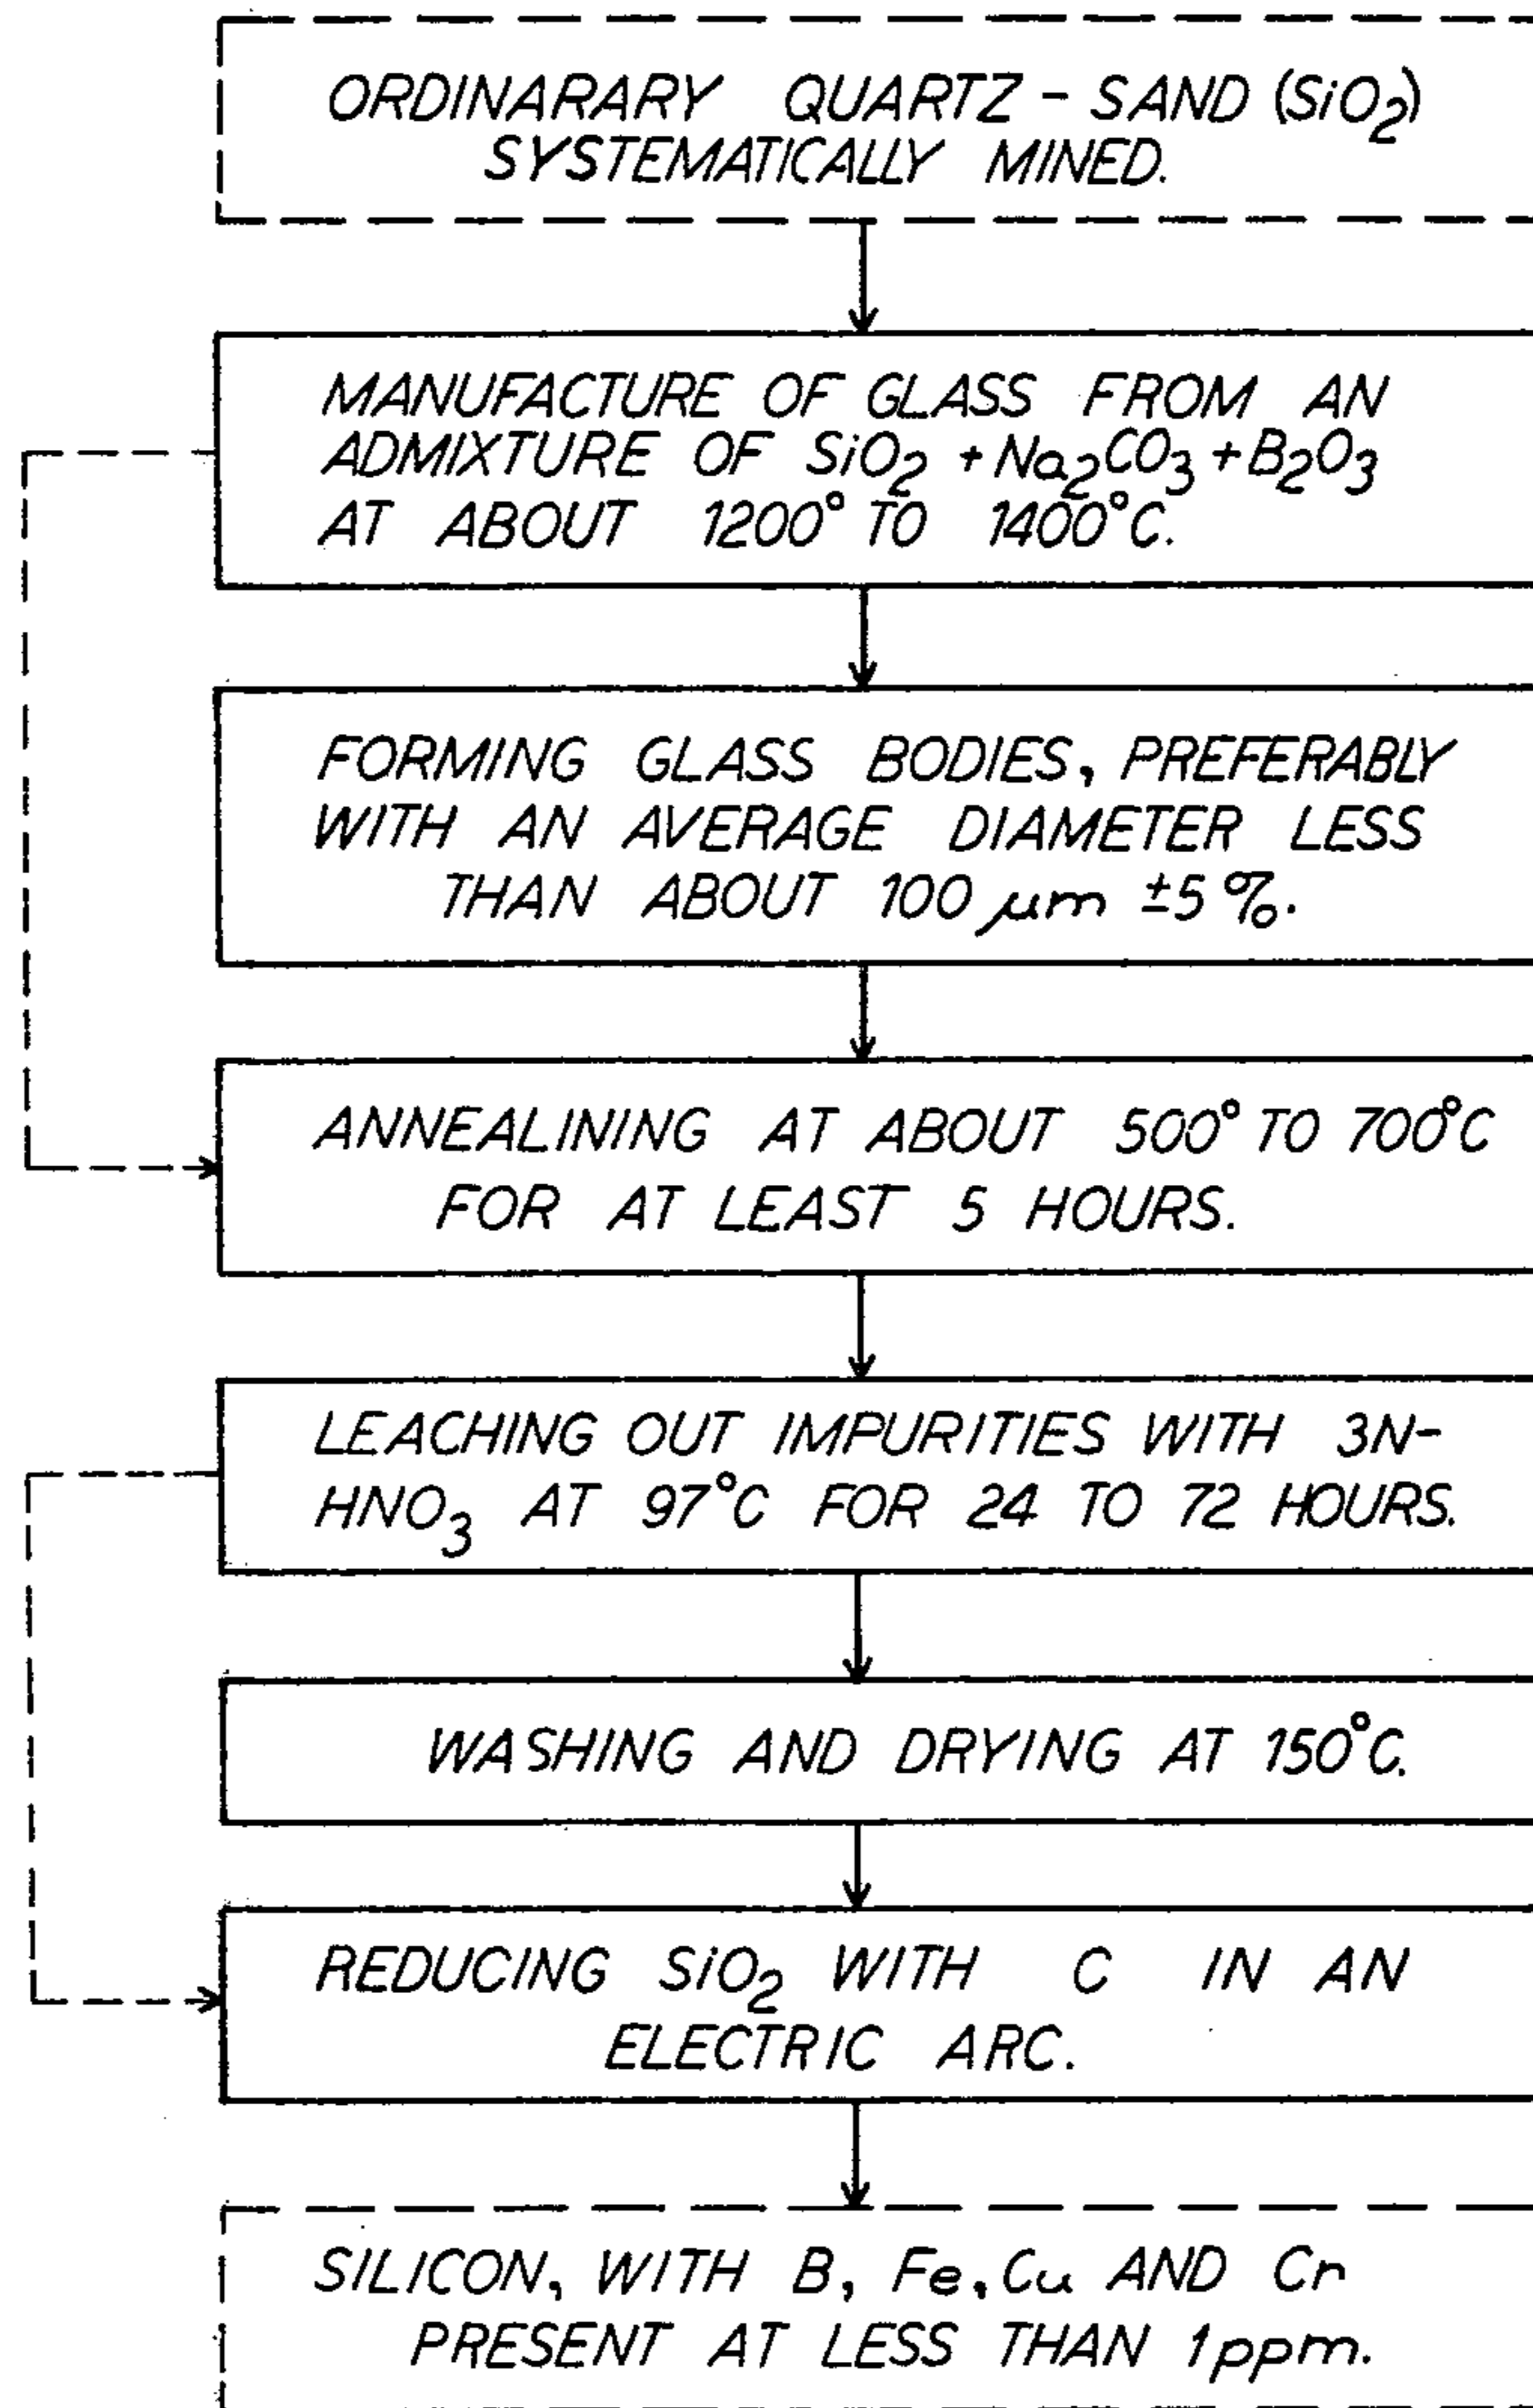 ORDINARARY QUARTZ - SAND (SiO2)
SYSTEMATICALLY MINED.
MANUFACTURE OF GLASS FROM AN
ADMIXTURE OF SiO2 + Na2CO3 + B2O3
AT ABOUT 1200° TO 1400°C.
FORMING GLASS BODIES, PREFERABLY
WITH AN AVERAGE DIAMETER LESS
THAN ABOUT 100 µm ±5 %.
ANNEALINING AT ABOUT 500° TO 700°C
FOR AT LEAST 5 HOURS.
LEACHING OUT IMPURITIES WITH 3N-
HNO3 AT 97°C FOR 24 TO 72 HOURS.
WASHING AND DRYING AT 150°C.
REDUCING SiO2 WITH C IN AN
ELECTRIC ARC.
SILICON, WITH B, Fe, Cu AND Cr
PRESENT AT LESS THAN 1ppm.